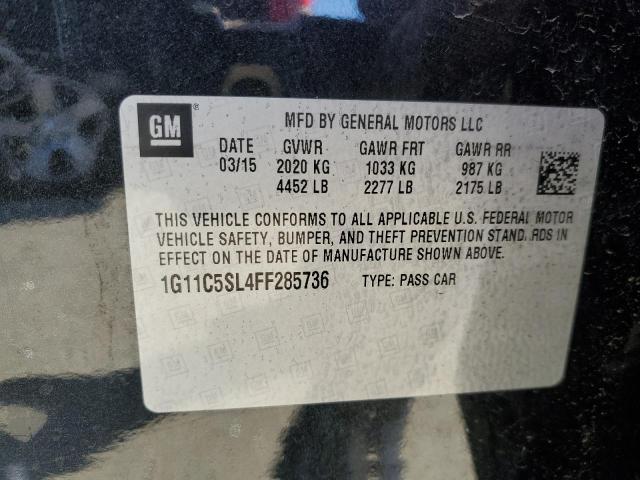 GM ®
MFD BY GENERAL MOTORS LLC
DATE GVWR GAWR FRT GAWR RR
03/15 2020 KG 1033 KG 987 KG
4452 LB 2277 LB 2175 LB
THIS VEHICLE CONFORMS TO ALL APPLICABLE U.S. FEDERAL MOTOR
VEHICLE SAFETY, BUMPER, AND THEFT PREVENTION STAND RDS IN
EFFECT ON THE DATE OF MANUFACTURE SHOWN ABOVE.
1G11C5SL4FF285736 TYPE: PASS CAR